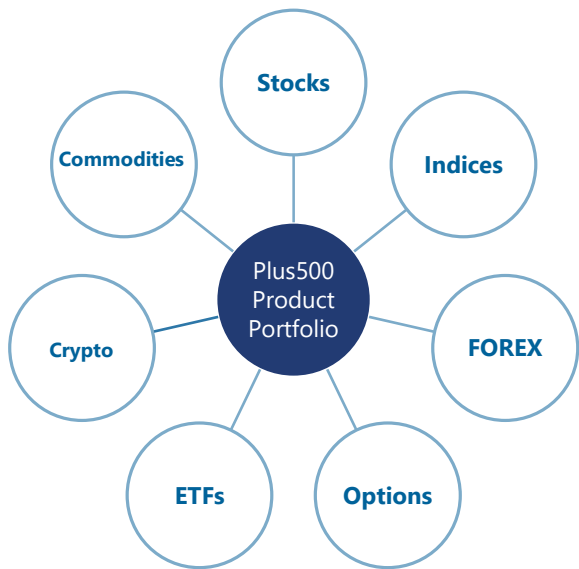 Stocks
Commodities
Indices
Plus500
Product
Portfolio
Crypto
FOREX
ETFs
Options